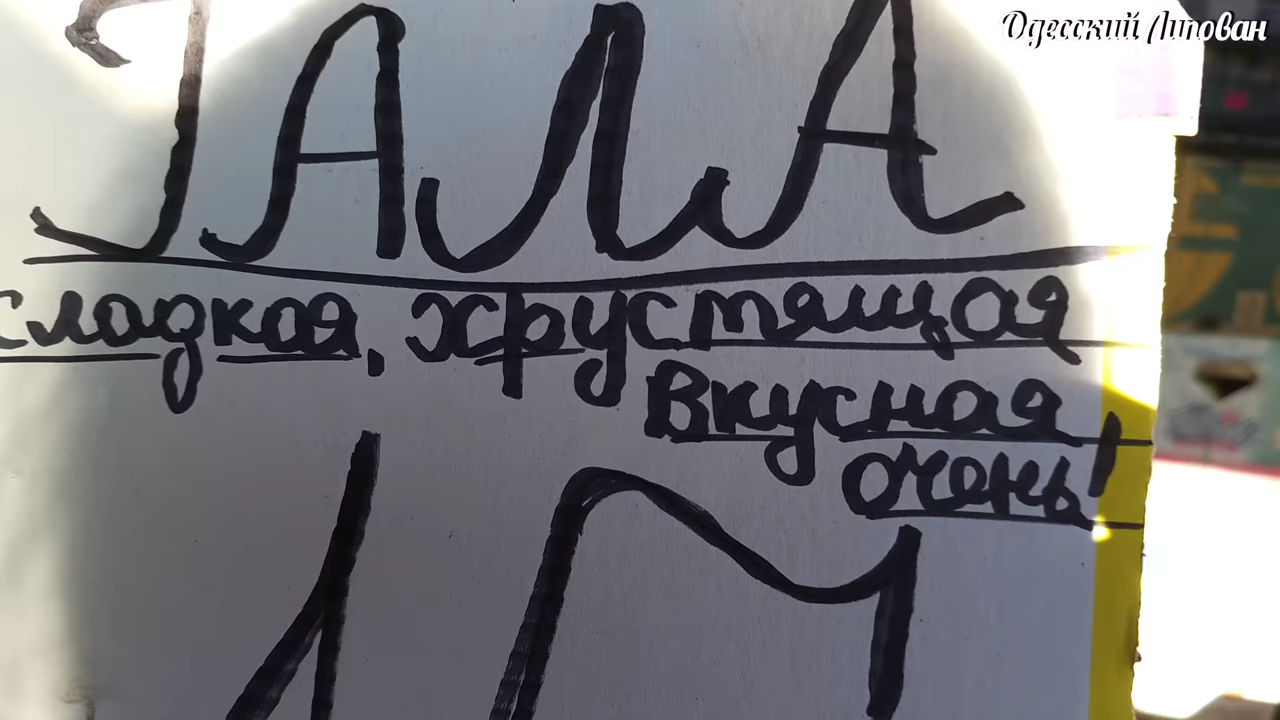 Одесский Липован
ГАЛА
сладкая, хрустящая
вкусная
очень!